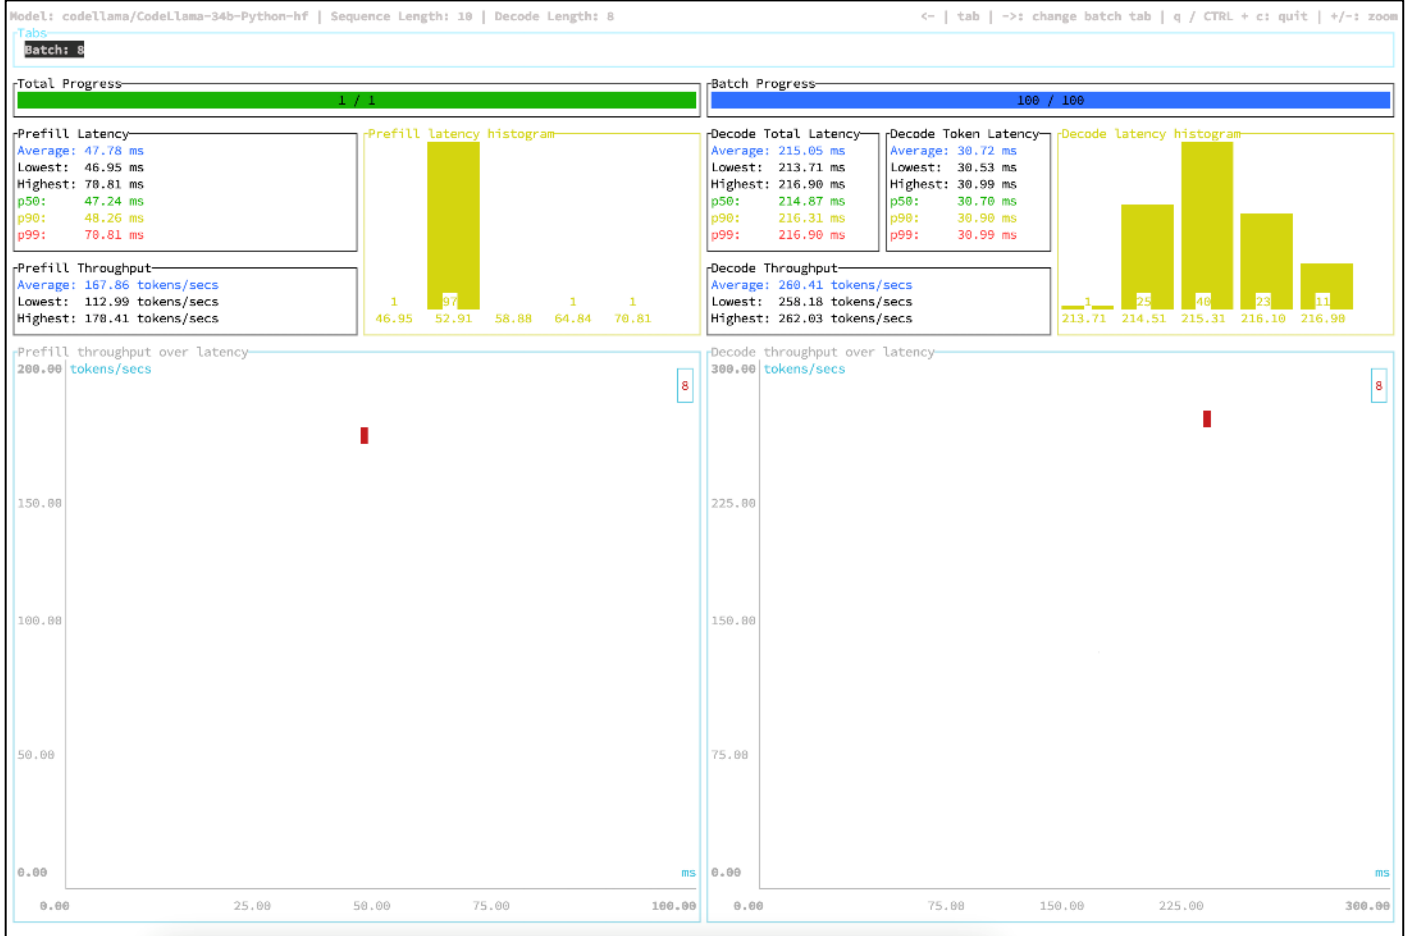 Model: codellama/CodeLlama-34b-Python-hf | Sequence Length: 10 | Decode Length: 8
<- | tab | ->: change batch tab | q / CTRL + c: quit | +/-: zoom
Tabs
Batch: 8
Total Progress
1 / 1
Batch Progress
100 / 100
Prefill Latency
Average: 47.78 ms
Lowest: 46.95 ms
Highest: 70.81 ms
p50: 47.24 ms
p90: 48.26 ms
p99: 70.81 ms
Prefill Throughput
Average: 167.86 tokens/secs
Lowest: 112.99 tokens/secs
Highest: 170.41 tokens/secs
Prefill latency histogram
1 97 1 1
46.95 52.91 58.88 64.84 70.81
Decode Total Latency
Average: 215.05 ms
Lowest: 213.71 ms
Highest: 216.90 ms
p50: 214.87 ms
p90: 216.31 ms
p99: 216.90 ms
Decode Token Latency
Average: 30.72 ms
Lowest: 30.53 ms
Highest: 30.99 ms
p50: 30.70 ms
p90: 30.90 ms
p99: 30.99 ms
Decode Throughput
Average: 260.41 tokens/secs
Lowest: 258.18 tokens/secs
Highest: 262.03 tokens/secs
Decode latency histogram
1 25 40 23 11
213.71 214.51 215.31 216.10 216.90
Prefill throughput over latency
200.00 tokens/secs
8
150.00
100.00
50.00
0.00
ms
0.00 25.00 50.00 75.00 100.00
Decode throughput over latency
300.00 tokens/secs
8
225.00
150.00
75.00
0.00
ms
0.00 75.00 150.00 225.00 300.00